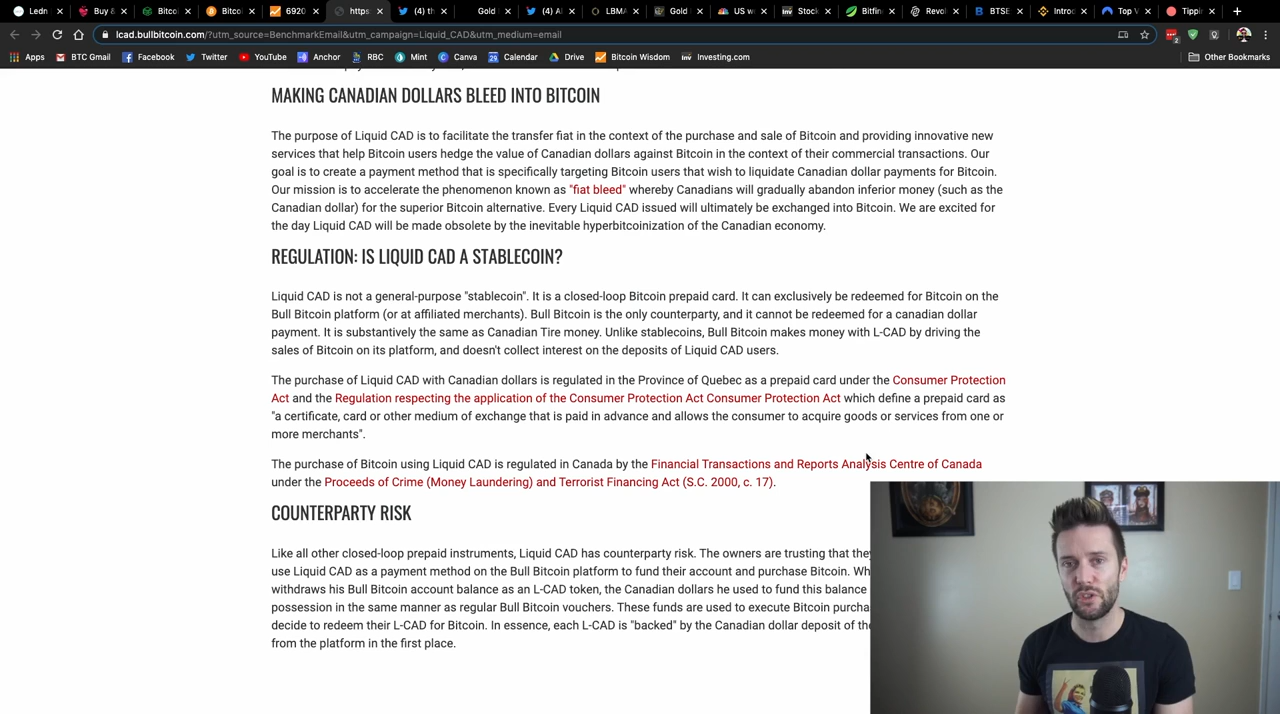 Ledn
Buy &
Bitcoi
Bitco
6920
https
(4) th
Gold
(4) A
LBMA
Gold
US w
Stock
Bitfin
Revol
BTSE
Introd
Top V
Tippin
lcad.bullbitcoin.com/?utm_source=BenchmarkEmail&utm_campaign=Liquid_CAD&utm_medium=email
Apps BTC Gmail Facebook Twitter YouTube Anchor RBC Mint Canva Calendar Drive Bitcoin Wisdom Investing.com Other Bookmarks
MAKING CANADIAN DOLLARS BLEED INTO BITCOIN
The purpose of Liquid CAD is to facilitate the transfer fiat in the context of the purchase and sale of Bitcoin and providing innovative new
services that help Bitcoin users hedge the value of Canadian dollars against Bitcoin in the context of their commercial transactions. Our
goal is to create a payment method that is specifically targeting Bitcoin users that wish to liquidate Canadian dollar payments for Bitcoin.
Our mission is to accelerate the phenomenon known as "fiat bleed" whereby Canadians will gradually abandon inferior money (such as the
Canadian dollar) for the superior Bitcoin alternative. Every Liquid CAD issued will ultimately be exchanged into Bitcoin. We are excited for
the day Liquid CAD will be made obsolete by the inevitable hyperbitcoinization of the Canadian economy.
REGULATION: IS LIQUID CAD A STABLECOIN?
Liquid CAD is not a general-purpose "stablecoin". It is a closed-loop Bitcoin prepaid card. It can exclusively be redeemed for Bitcoin on the
Bull Bitcoin platform (or at affiliated merchants). Bull Bitcoin is the only counterparty, and it cannot be redeemed for a canadian dollar
payment. It is substantively the same as Canadian Tire money. Unlike stablecoins, Bull Bitcoin makes money with L-CAD by driving the
sales of Bitcoin on its platform, and doesn't collect interest on the deposits of Liquid CAD users.
The purchase of Liquid CAD with Canadian dollars is regulated in the Province of Quebec as a prepaid card under the Consumer Protection
Act and the Regulation respecting the application of the Consumer Protection Act Consumer Protection Act which define a prepaid card as
"a certificate, card or other medium of exchange that is paid in advance and allows the consumer to acquire goods or services from one or
more merchants".
The purchase of Bitcoin using Liquid CAD is regulated in Canada by the Financial Transactions and Reports Analysis Centre of Canada
under the Proceeds of Crime (Money Laundering) and Terrorist Financing Act (S.C. 2000, c. 17).
COUNTERPARTY RISK
Like all other closed-loop prepaid instruments, Liquid CAD has counterparty risk. The owners are trusting that they
use Liquid CAD as a payment method on the Bull Bitcoin platform to fund their account and purchase Bitcoin. Wh
withdraws his Bull Bitcoin account balance as an L-CAD token, the Canadian dollars he used to fund this balance
possession in the same manner as regular Bull Bitcoin vouchers. These funds are used to execute Bitcoin purcha
decide to redeem their L-CAD for Bitcoin. In essence, each L-CAD is "backed" by the Canadian dollar deposit of the
from the platform in the first place.